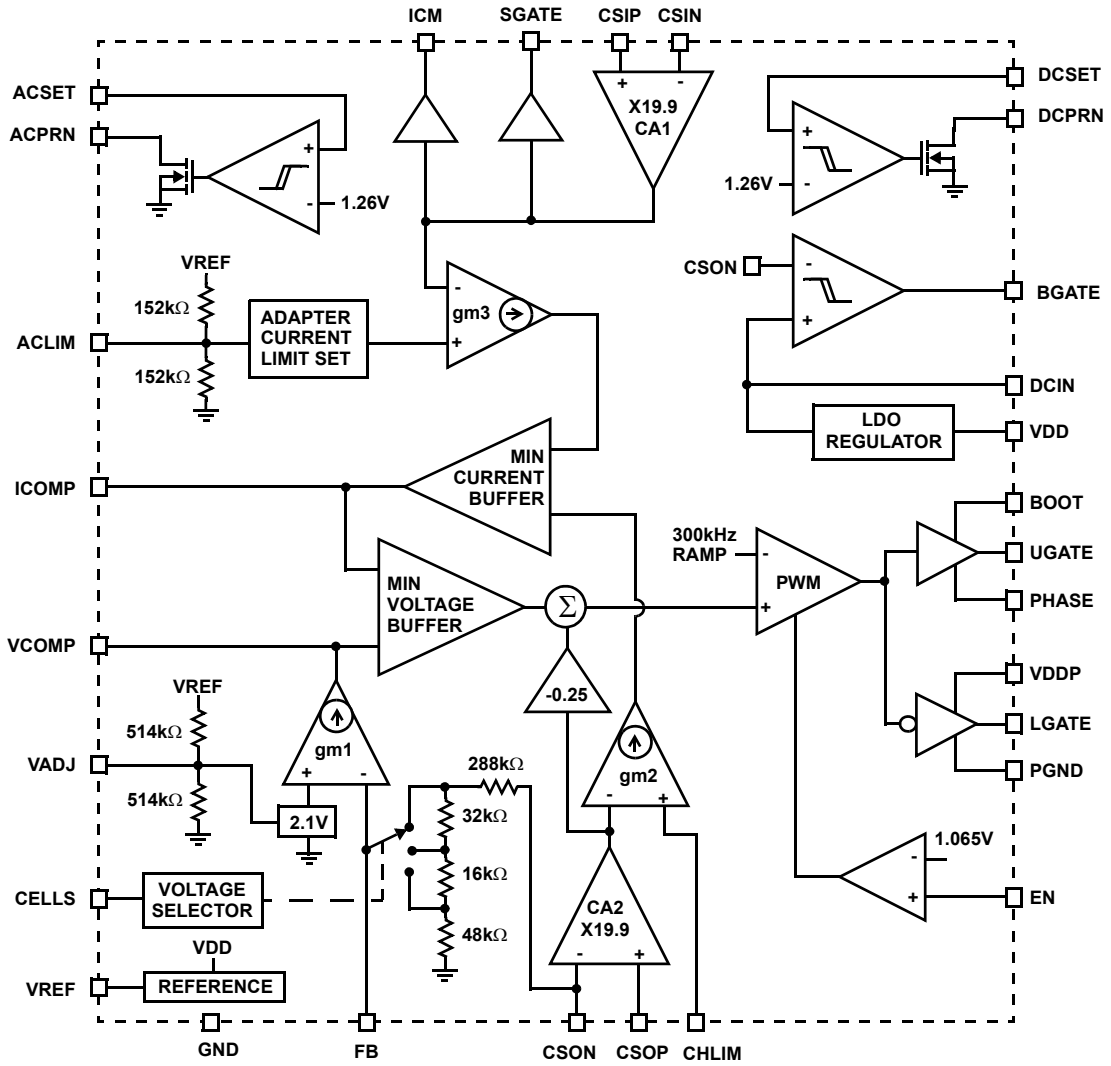 ICM SGATE CSIP CSIN
ACSET
ACPRN
+
-
1.26V
+ -
X19.9
CA1
DCSET
DCPRN
+
-
1.26V
VREF
152kΩ
152kΩ
ACLIM
ADAPTER
CURRENT
LIMIT SET
-
gm3
+
CSON
-
+
BGATE
DCIN
LDO
REGULATOR
VDD
ICOMP
MIN
CURRENT
BUFFER
MIN
VOLTAGE
BUFFER
Σ
300kHz
RAMP
-
PWM
+
BOOT
UGATE
PHASE
VCOMP
VREF
514kΩ
514kΩ
VADJ
gm1
+ -
2.1V
-0.25
gm2
- +
VDDP
LGATE
PGND
288kΩ
32kΩ
16kΩ
48kΩ
CELLS
VOLTAGE
SELECTOR
CA2
X19.9
- +
-
1.065V
+
EN
VDD
VREF
REFERENCE
GND FB CSON CSOP CHLIM